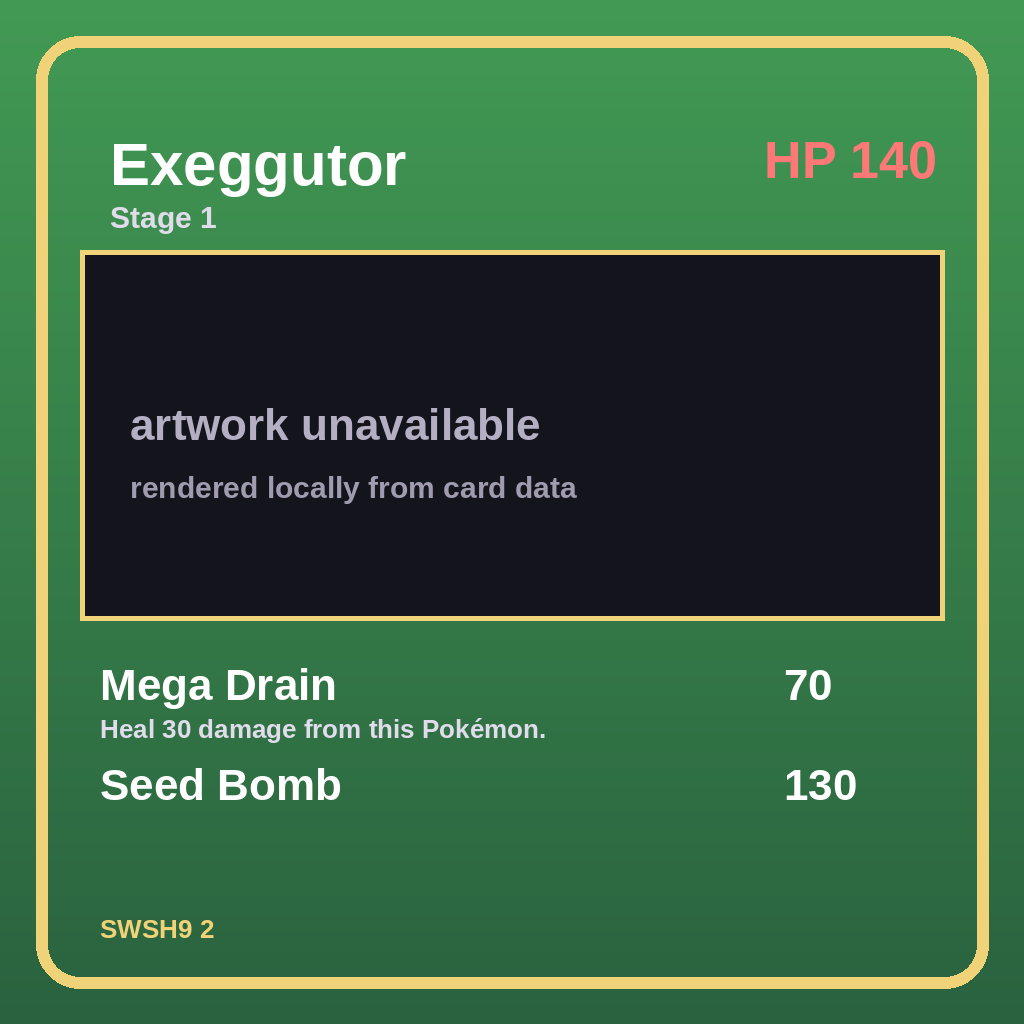 Exeggutor
HP 140
Stage 1
artwork unavailable
rendered locally from card data
Mega Drain
70
Heal 30 damage from this Pokémon.
Seed Bomb
130
SWSH9 2